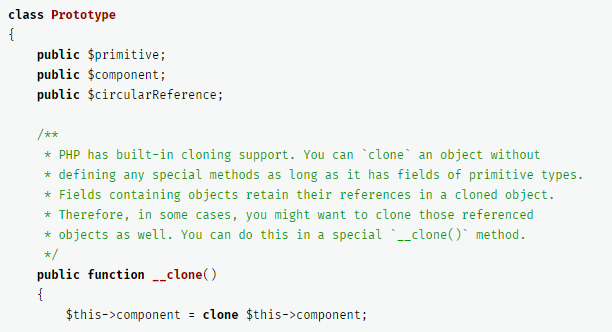 class Prototype
{
    public $primitive;
    public $component;
    public $circularReference;

    /**
     * PHP has built-in cloning support. You can `clone` an object without
     * defining any special methods as long as it has fields of primitive types.
     * Fields containing objects retain their references in a cloned object.
     * Therefore, in some cases, you might want to clone those referenced
     * objects as well. You can do this in a special `__clone()` method.
     */
    public function __clone()
    {
        $this->component = clone $this->component;